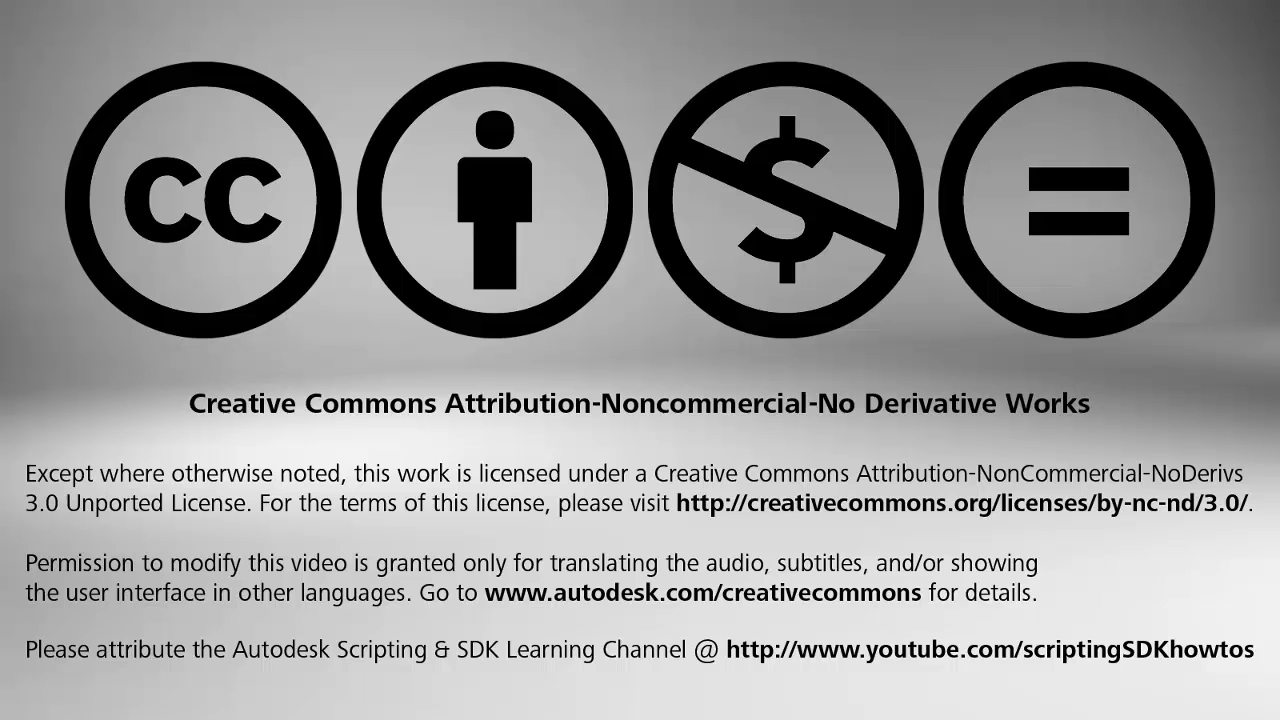 cc
$
=
Creative Commons Attribution-Noncommercial-No Derivative Works
Except where otherwise noted, this work is licensed under a Creative Commons Attribution-NonCommercial-NoDerivs
3.0 Unported License. For the terms of this license, please visit http://creativecommons.org/licenses/by-nc-nd/3.0/.
Permission to modify this video is granted only for translating the audio, subtitles, and/or showing
the user interface in other languages. Go to www.autodesk.com/creativecommons for details.
Please attribute the Autodesk Scripting & SDK Learning Channel @ http://www.youtube.com/scriptingSDKhowtos